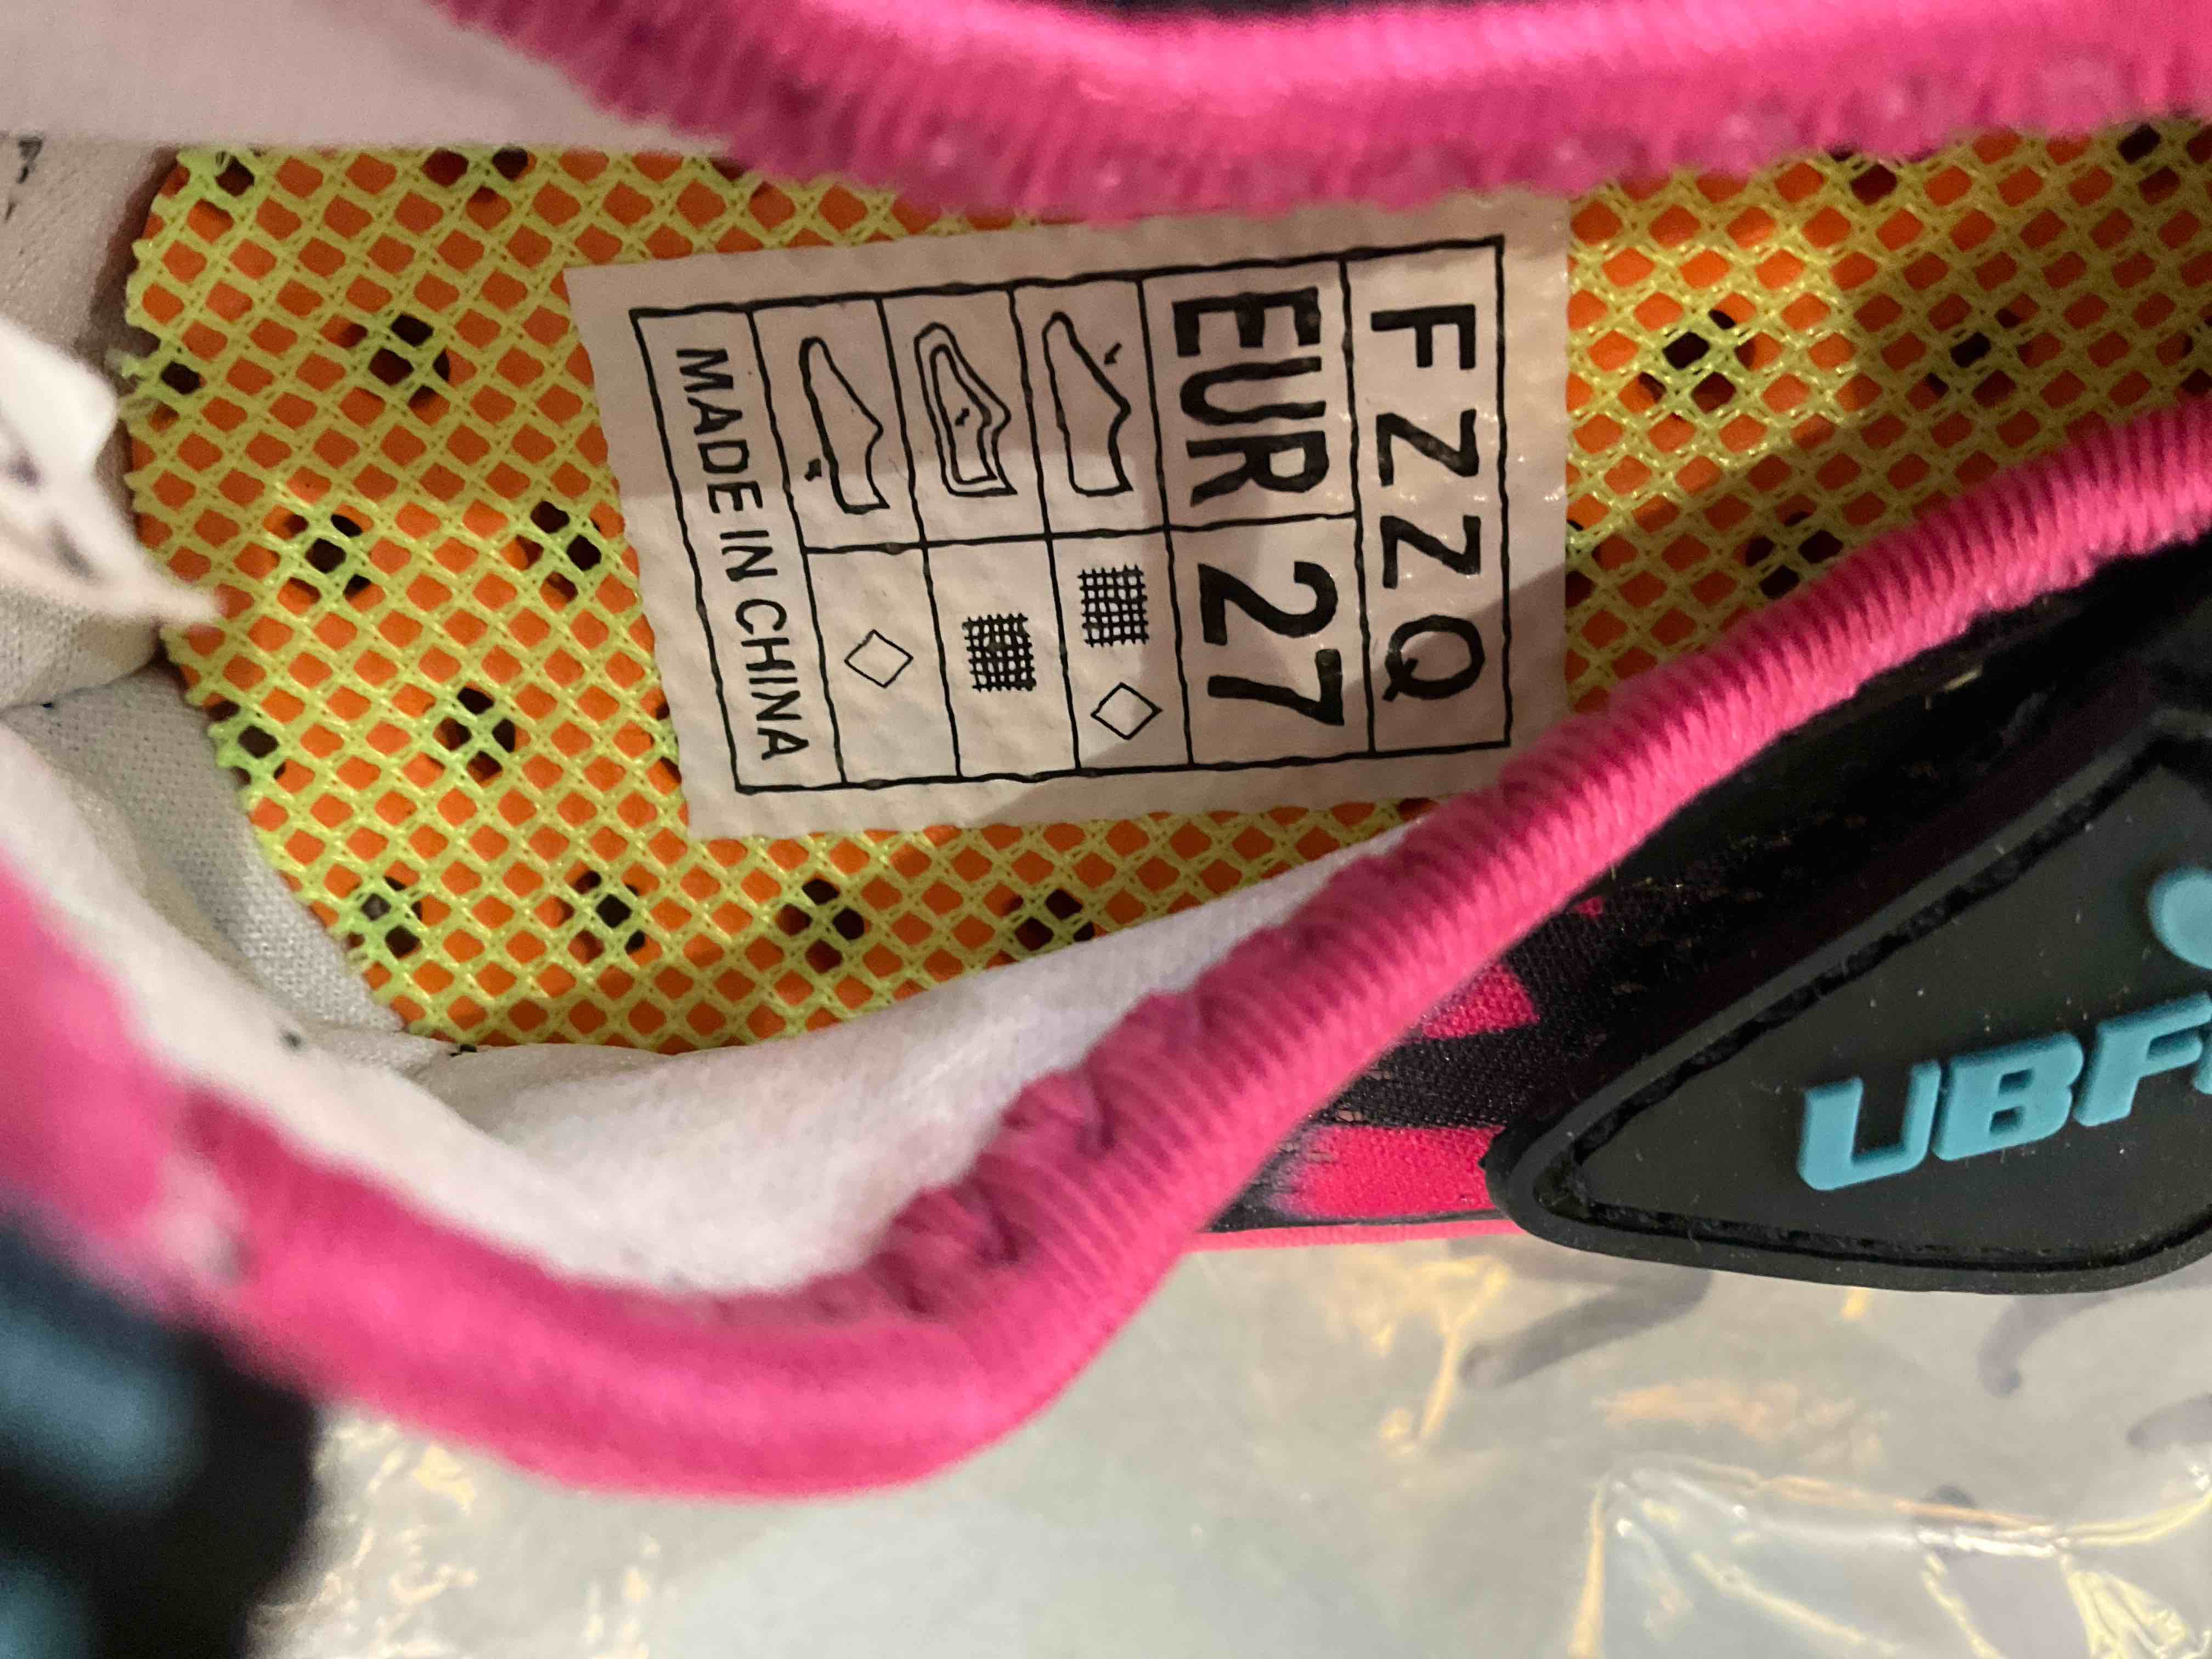 FZZQ
EUR 27
MADE IN CHINA
UBF